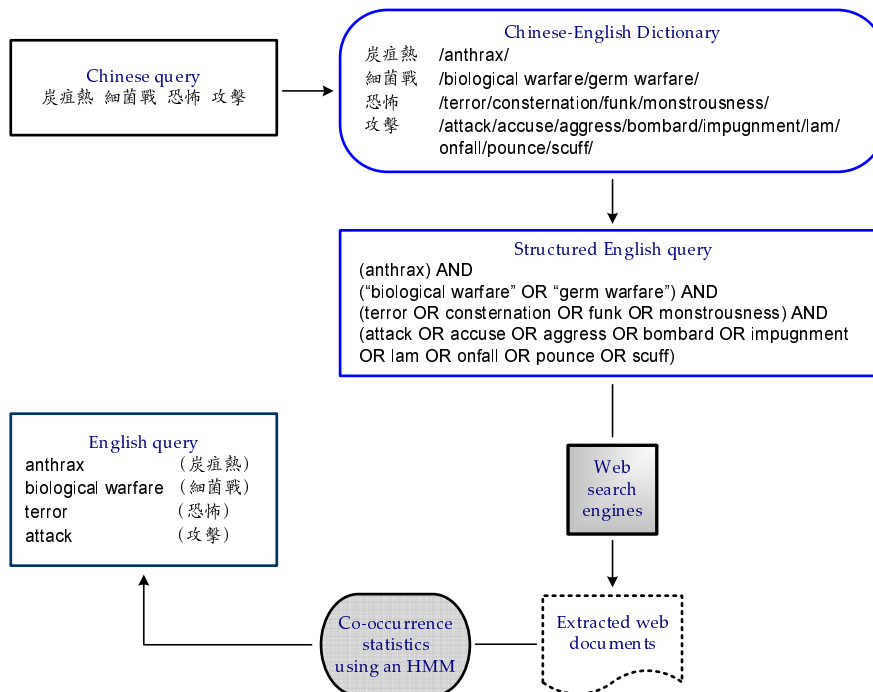 Chinese query
炭疽熱 細菌戰 恐怖 攻擊
Chinese-English Dictionary
炭疽熱 /anthrax/
細菌戰 /biological warfare/germ warfare/
恐怖 /terror/consternation/funk/monstrousness/
攻擊 /attack/accuse/aggress/bombard/impugnment/lam/
onfall/pounce/scuff/
Structured English query
(anthrax) AND
(“biological warfare” OR “germ warfare”) AND
(terror OR consternation OR funk OR monstrousness) AND
(attack OR accuse OR aggress OR bombard OR impugnment
OR lam OR onfall OR pounce OR scuff)
Web
search
engines
Extracted web
documents
Co-occurrence
statistics
using an HMM
English query
anthrax (炭疽熱)
biological warfare (細菌戰)
terror (恐怖)
attack (攻擊)